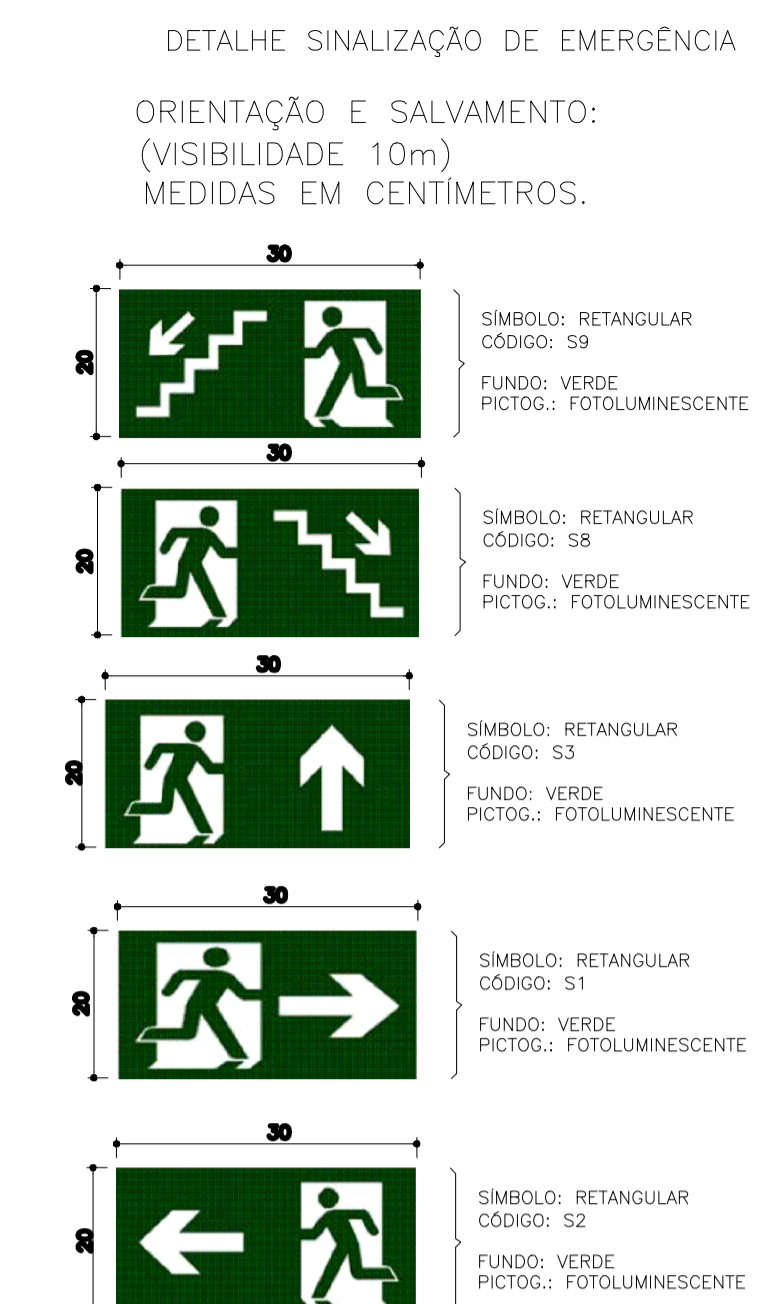 DETALHE SINALIZAÇÃO DE EMERGÊNCIA
ORIENTAÇÃO E SALVAMENTO:
(VISIBILIDADE 10m)
MEDIDAS EM CENTÍMETROS.
30
20
SÍMBOLO: RETANGULAR
CÓDIGO: S9
FUNDO: VERDE
PICTOG.: FOTOLUMINESCENTE
30
20
SÍMBOLO: RETANGULAR
CÓDIGO: S8
FUNDO: VERDE
PICTOG.: FOTOLUMINESCENTE
30
20
SÍMBOLO: RETANGULAR
CÓDIGO: S3
FUNDO: VERDE
PICTOG.: FOTOLUMINESCENTE
30
20
SÍMBOLO: RETANGULAR
CÓDIGO: S1
FUNDO: VERDE
PICTOG.: FOTOLUMINESCENTE
30
20
SÍMBOLO: RETANGULAR
CÓDIGO: S2
FUNDO: VERDE
PICTOG.: FOTOLUMINESCENTE